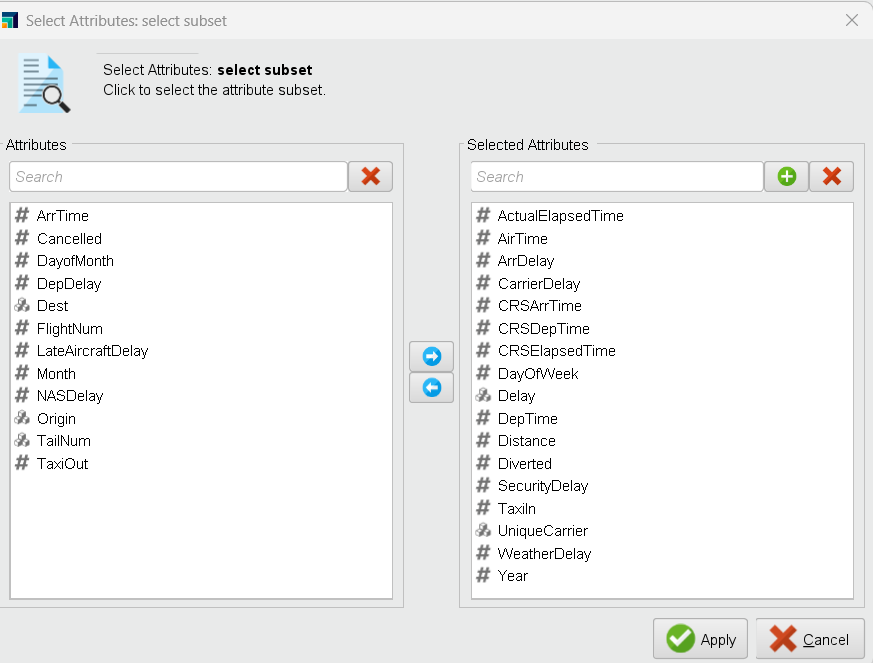 Select Attributes: select subset
Select Attributes: select subset
Click to select the attribute subset.
Attributes
Search
ArrTime
Cancelled
DayofMonth
DepDelay
Dest
FlightNum
LateAircraftDelay
Month
NASDelay
Origin
TailNum
TaxiOut
Selected Attributes
Search
ActualElapsedTime
AirTime
ArrDelay
CarrierDelay
CRSArrTime
CRSDepTime
CRSElapsedTime
DayOfWeek
Delay
DepTime
Distance
Diverted
SecurityDelay
TaxiIn
UniqueCarrier
WeatherDelay
Year
Apply
Cancel